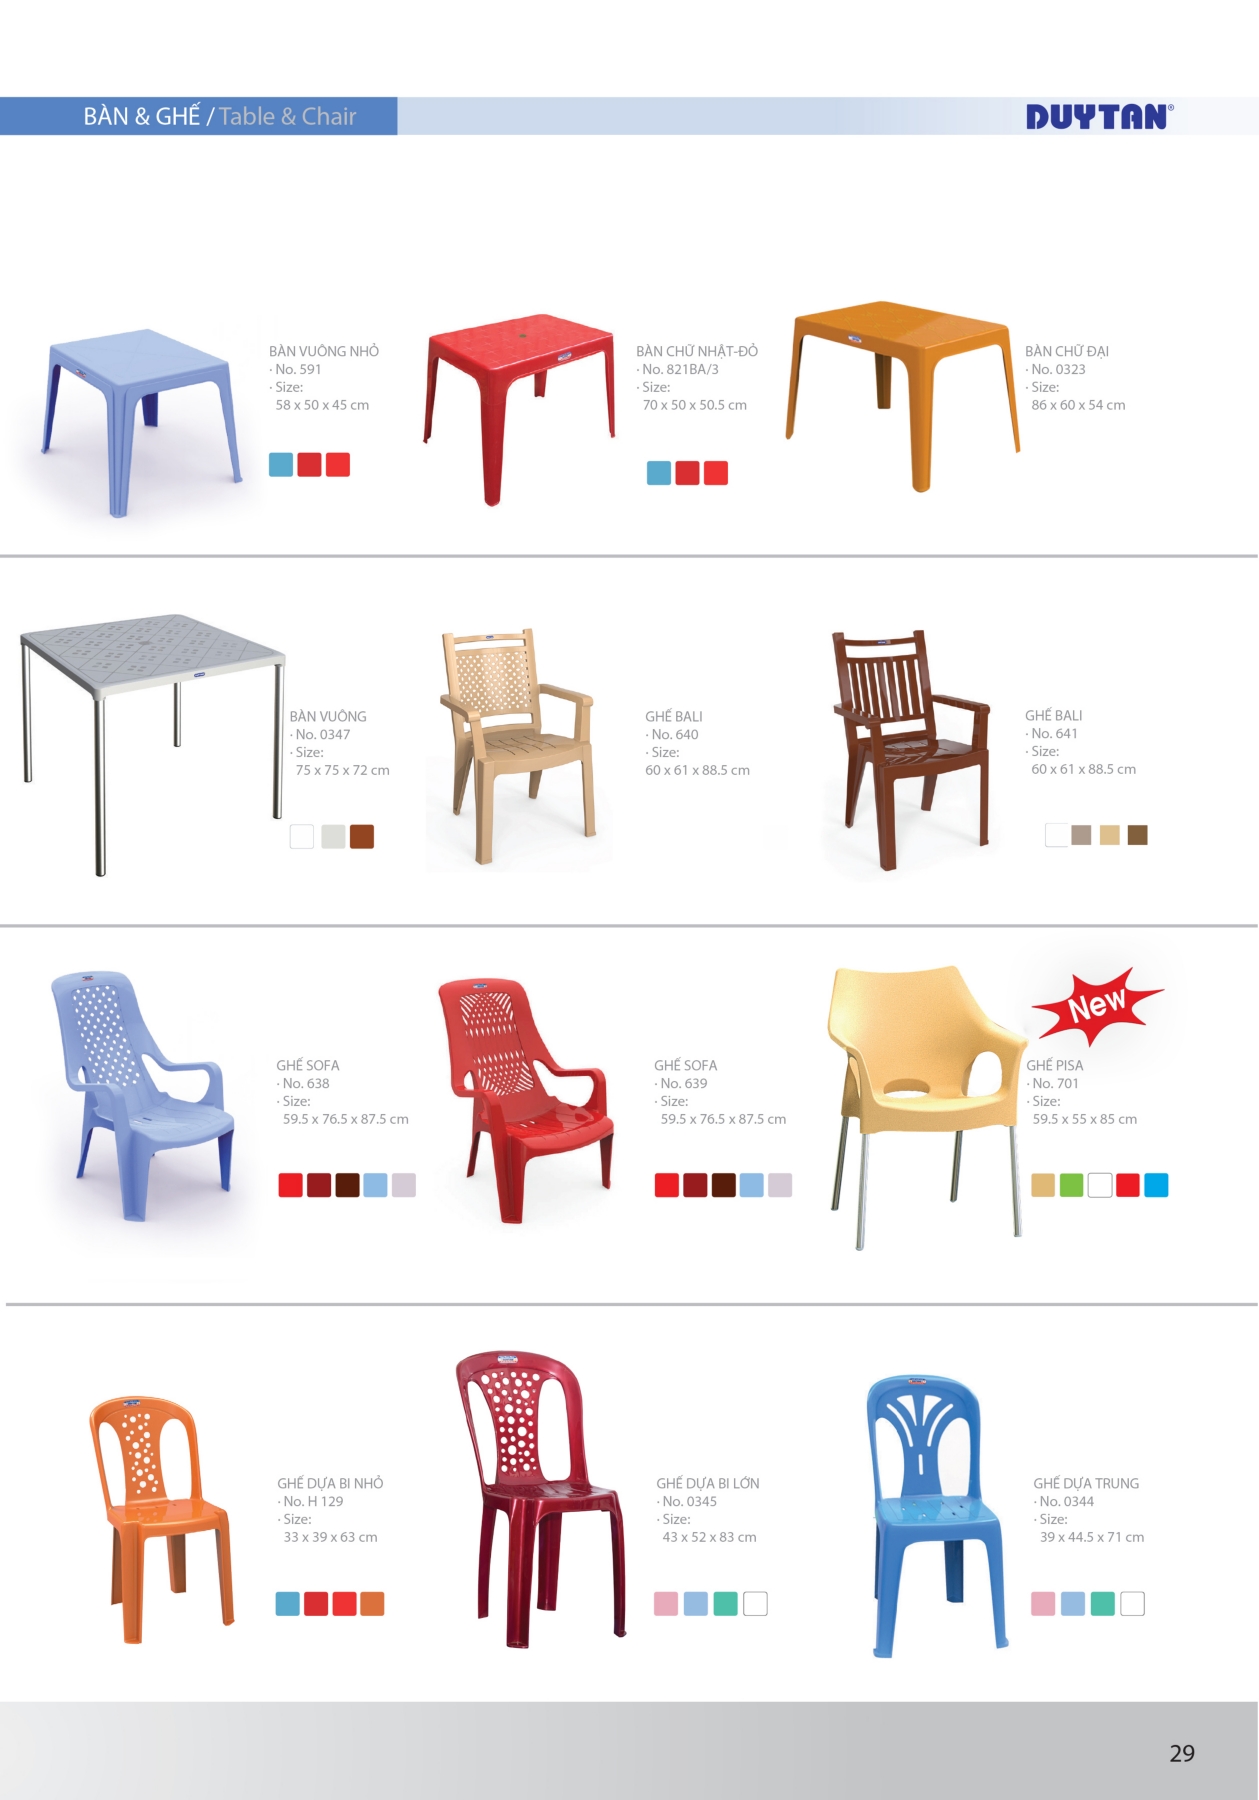 BÀN & GHẾ / Table & Chair
DUYTAN®
BÀN VUÔNG NHỎ
· No. 591
· Size:
58 x 50 x 45 cm
BÀN CHỮ NHẬT-ĐỎ
· No. 821BA/3
· Size:
70 x 50 x 50.5 cm
BÀN CHỮ ĐẠI
· No. 0323
· Size:
86 x 60 x 54 cm
BÀN VUÔNG
· No. 0347
· Size:
75 x 75 x 72 cm
GHẾ BALI
· No. 640
· Size:
60 x 61 x 88.5 cm
GHẾ BALI
· No. 641
· Size:
60 x 61 x 88.5 cm
GHẾ SOFA
· No. 638
· Size:
59.5 x 76.5 x 87.5 cm
GHẾ SOFA
· No. 639
· Size:
59.5 x 76.5 x 87.5 cm
New
GHẾ PISA
· No. 701
· Size:
59.5 x 55 x 85 cm
GHẾ DỰA BI NHỎ
· No. H 129
· Size:
33 x 39 x 63 cm
GHẾ DỰA BI LỚN
· No. 0345
· Size:
43 x 52 x 83 cm
GHẾ DỰA TRUNG
· No. 0344
· Size:
39 x 44.5 x 71 cm
29